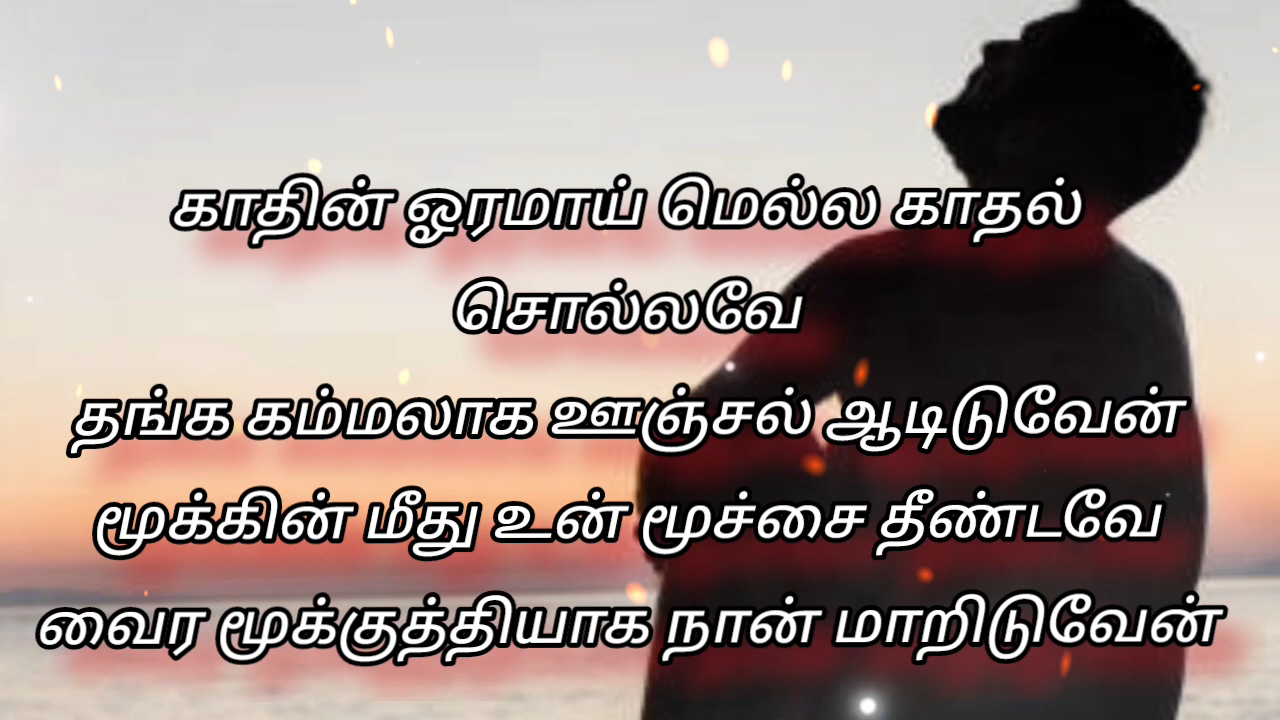 காதின் ஓரமாய் மெல்ல காதல்
சொல்லவே
தங்க கம்மலாக ஊஞ்சல் ஆடிடுவேன்
மூக்கின் மீது உன் மூச்சை தீண்டவே
வைர மூக்குத்தியாக நான் மாறிடுவேன்